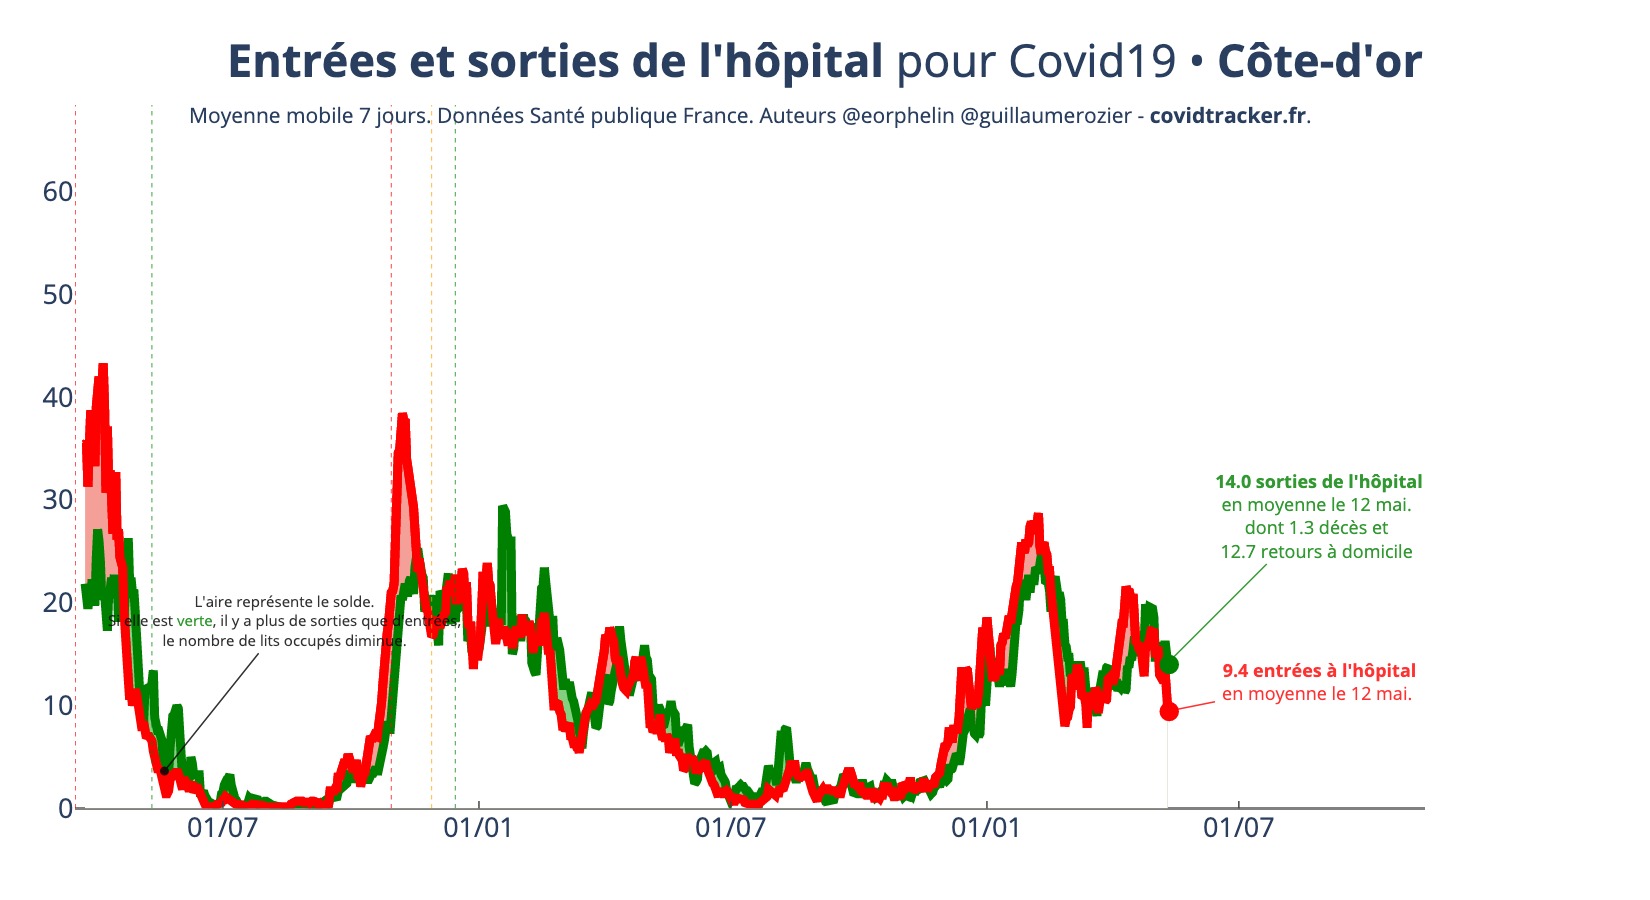 Entrées et sorties de l'hôpital pour Covid19 • Côte-d'or
Moyenne mobile 7 jours. Données Santé publique France. Auteurs @eorphelin @guillaumerozier - covidtracker.fr.
60
50
40
30
20
10
0
L'aire représente le solde.
Si elle est verte, il y a plus de sorties que d'entrées,
le nombre de lits occupés diminue.
14.0 sorties de l'hôpital
en moyenne le 12 mai.
dont 1.3 décès et
12.7 retours à domicile
9.4 entrées à l'hôpital
en moyenne le 12 mai.
01/07
01/01
01/07
01/01
01/07